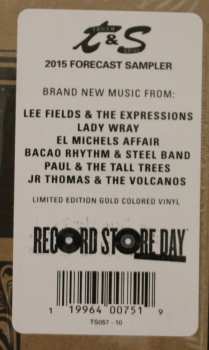 t&S
2015 FORECAST SAMPLER
BRAND NEW MUSIC FROM:
LEE FIELDS & THE EXPRESSIONS
LADY WRAY
EL MICHELS AFFAIR
BACAO RHYTHM & STEEL BAND
PAUL & THE TALL TREES
JR THOMAS & THE VOLCANOS
LIMITED EDITION GOLD COLORED VINYL
RECORD STORE DAY
1 19964 00751 9
TS057 - 10